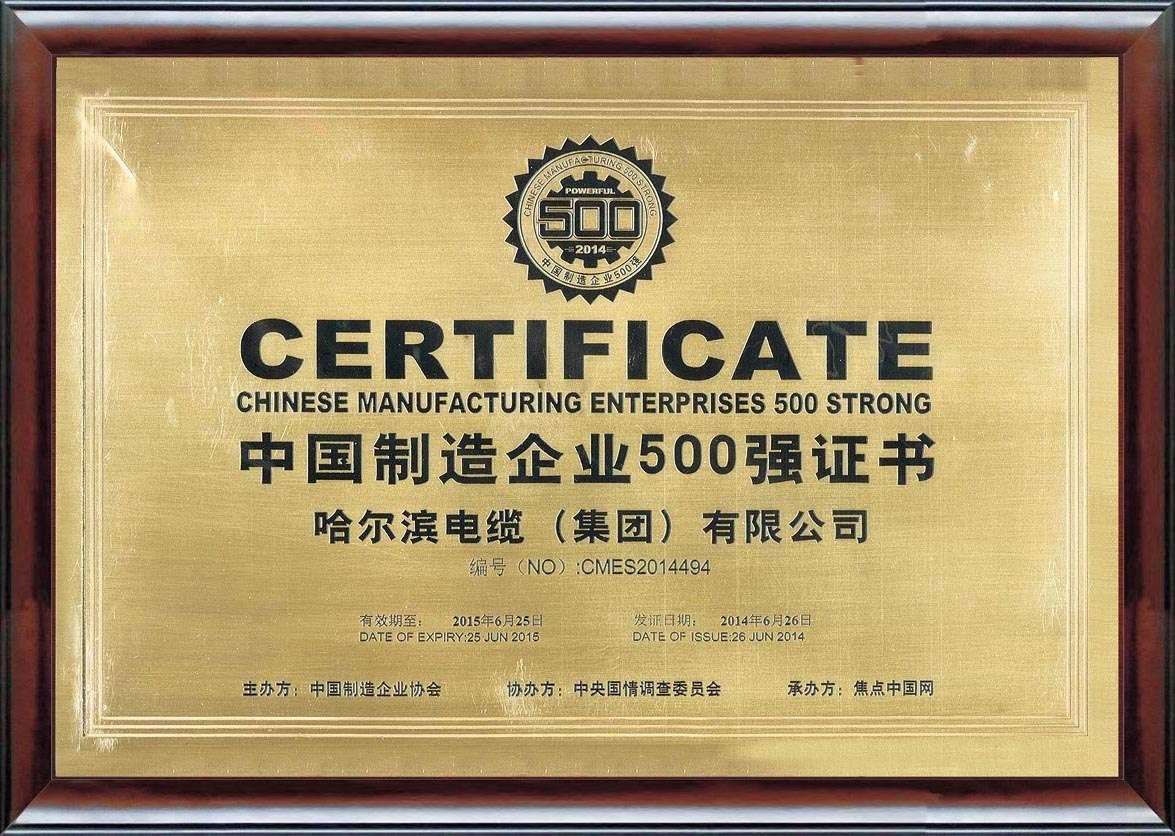 CHINESE MANUFACTURING 500 STRONG
POWERFUL
500
2014
中国制造企业500强
CERTIFICATE
CHINESE MANUFACTURING ENTERPRISES 500 STRONG
中国制造企业500强证书
哈尔滨电缆（集团）有限公司
编号（NO）:CMES2014494
有效期至： 2015年6月25日 发证日期： 2014年6月26日
DATE OF EXPIRY:25 JUN 2015 DATE OF ISSUE:26 JUN 2014
主办方：中国制造企业协会 协办方：中央国情调查委员会 承办方：焦点中国网